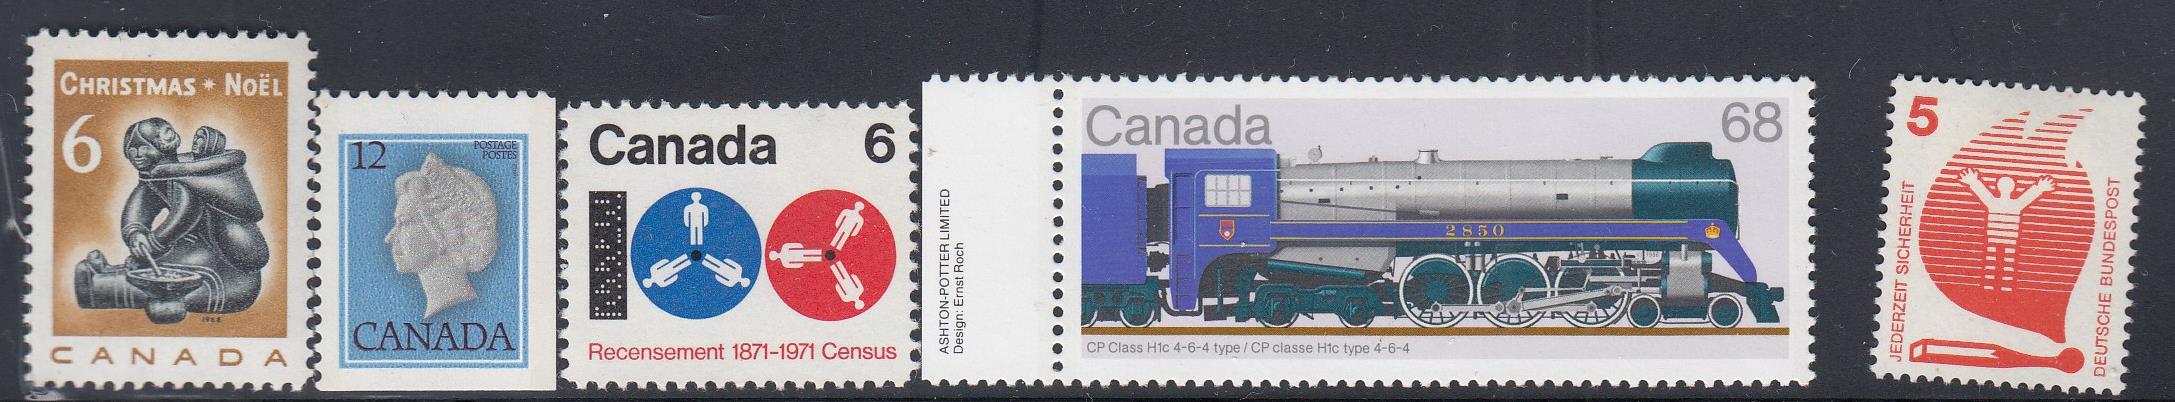 CHRISTMAS * NOËL
6
1968
CANADA
12
POSTAGE
POSTES
CANADA
Canada 6
Recensement 1871-1971 Census
ASHTON-POTTER LIMITED
Design: Ernst Roch
Canada 68
2850
1986
CP Class H1c 4-6-4 type / CP classe H1c type 4-6-4
5
JEDERZEIT SICHERHEIT
DEUTSCHE BUNDESPOST